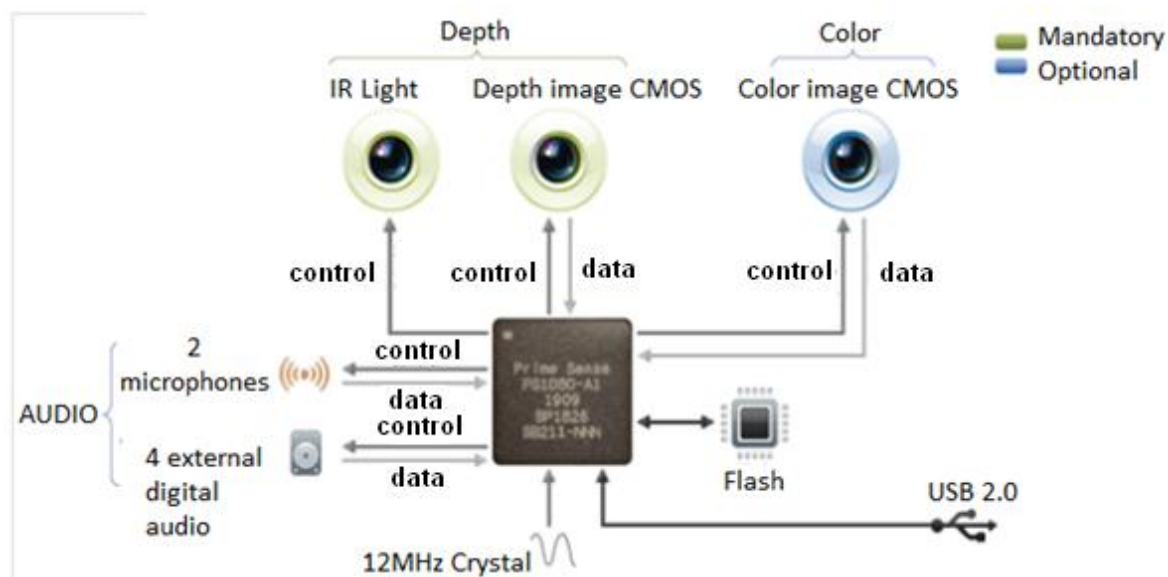 Depth
Color
Mandatory
Optional
IR Light
Depth image CMOS
Color image CMOS
control
control
data
control
data
2
microphones
control
data
AUDIO
control
data
4 external
digital
audio
Prime Sense
PS1080-A1
1909
SP1826
SB211-NNN
Flash
USB 2.0
12MHz Crystal